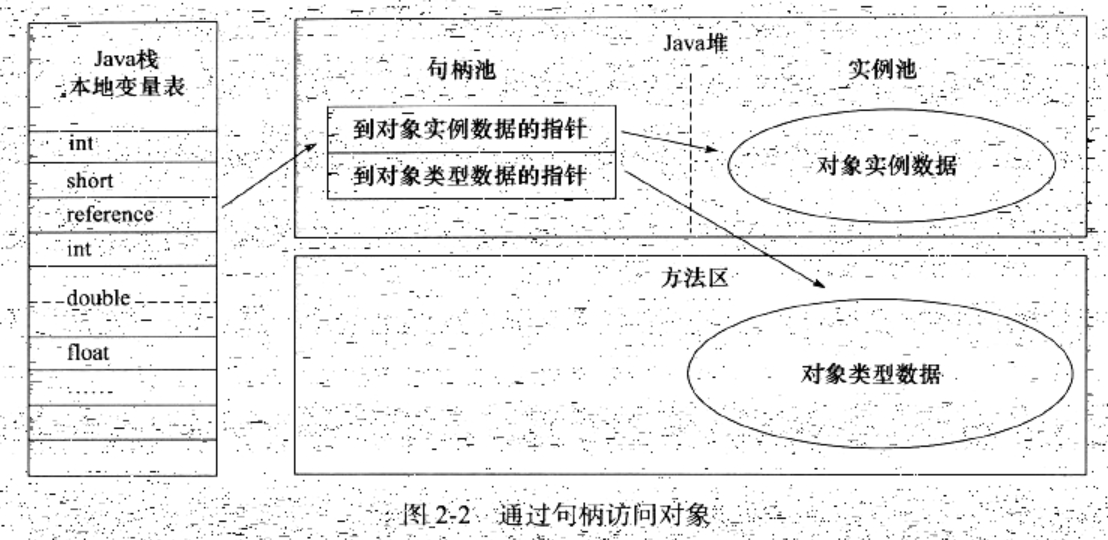 Java栈
本地变量表
int
short
reference
int
double
float
……
Java堆
句柄池
实例池
到对象实例数据的指针
到对象类型数据的指针
对象实例数据
方法区
对象类型数据
图 2-2 通过句柄访问对象